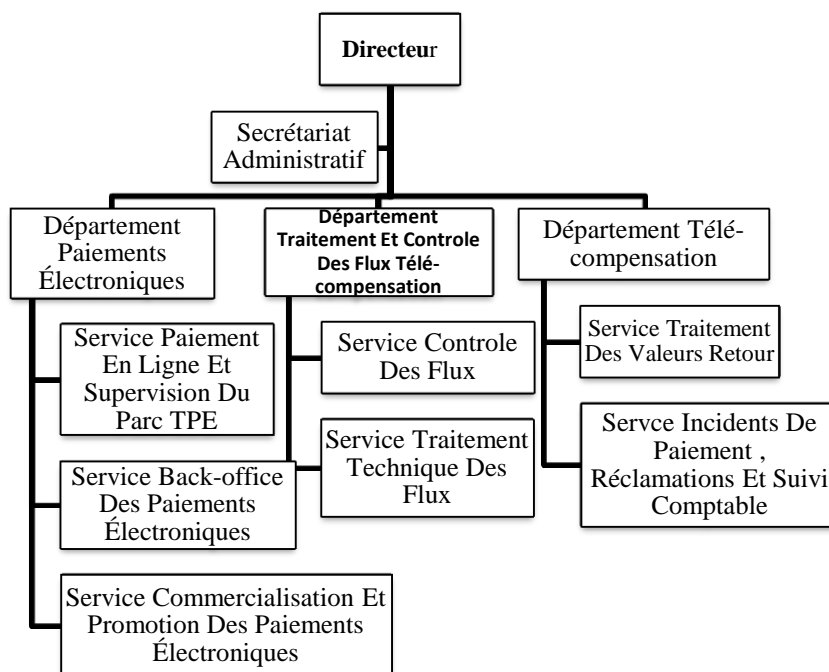 Directeur
Secrétariat
Administratif
Département
Paiements
Électroniques
Département
Traitement Et Controle
Des Flux Télé-
compensation
Département Télé-
compensation
Service Paiement
En Ligne Et
Supervision Du
Parc TPE
Service Back-office
Des Paiements
Électroniques
Service Commercialisation Et
Promotion Des Paiements
Électroniques
Service Controle
Des Flux
Service Traitement
Technique Des
Flux
Service Traitement
Des Valeurs Retour
Servce Incidents De
Paiement ,
Réclamations Et Suivi
Comptable